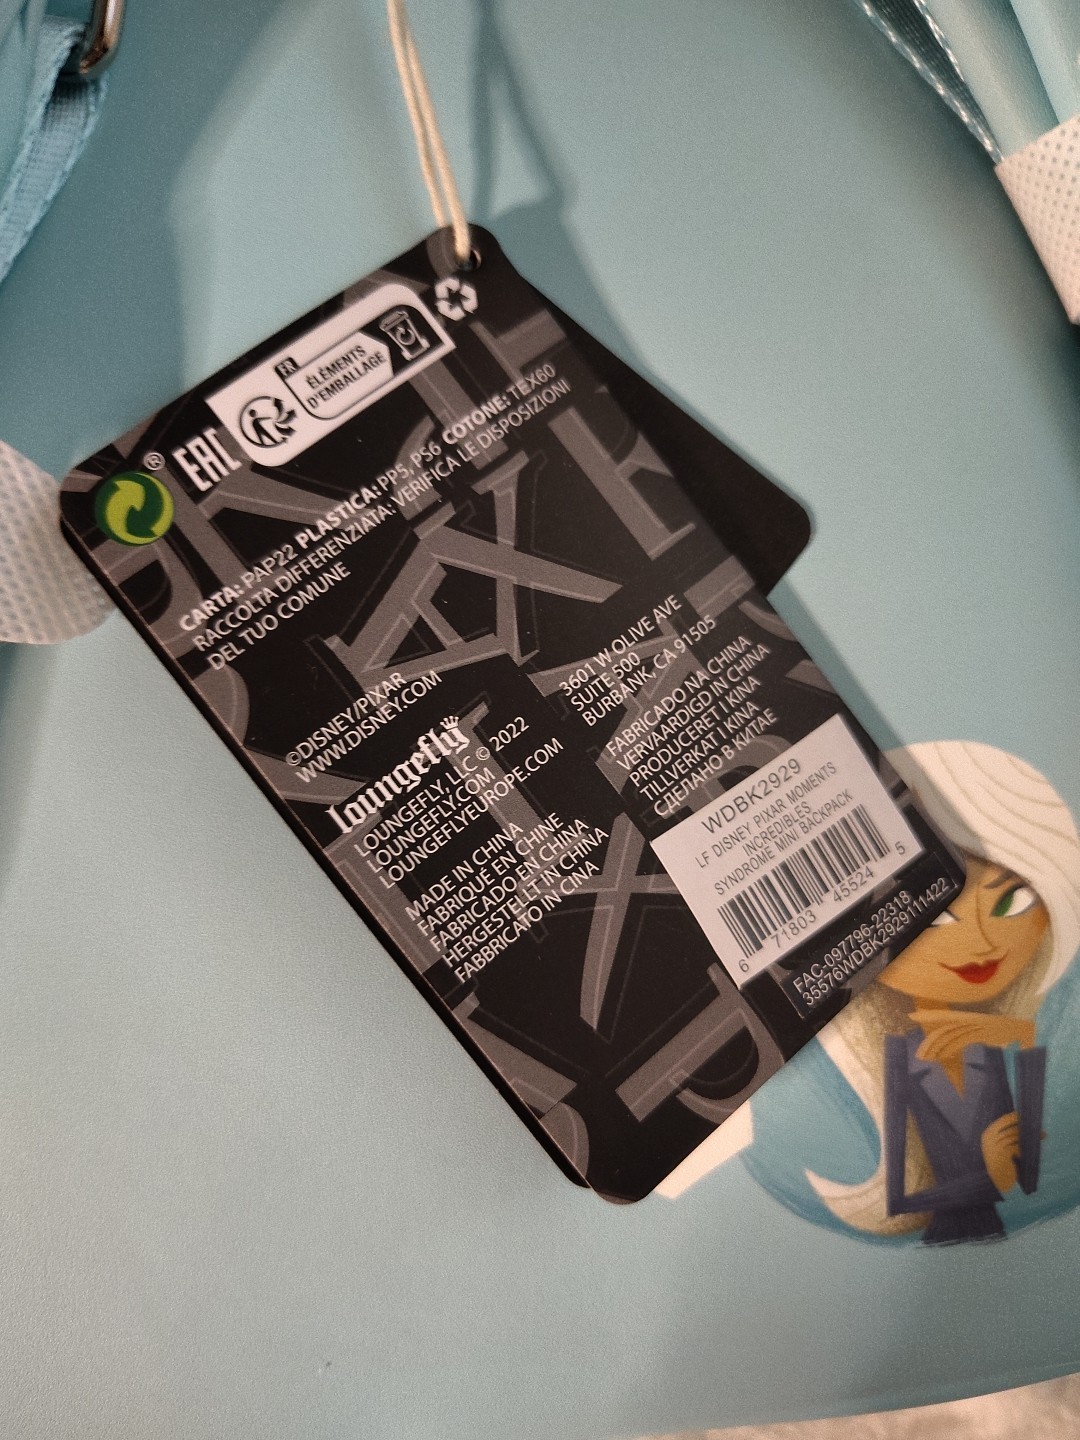 FR
ÉLÉMENTS
D'EMBALLAGE
EAC
®
CARTA: PAP22 PLASTICA: PP5, PS6 COTONE: TEX60
RACCOLTA DIFFERENZIATA: VERIFICA LE DISPOSIZIONI
DEL TUO COMUNE
©DISNEY/PIXAR
WWW.DISNEY.COM
loungefly
LOUNGEFLY, LLC © 2022
LOUNGEFLY.COM
LOUNGEFLYEUROPE.COM
MADE IN CHINA
FABRIQUÉ EN CHINE
FABRICADO EN CHINA
HERGESTELLT IN CHINA
FABBRICATO IN CINA
3601 W OLIVE AVE
SUITE 500
BURBANK, CA 91505
FABRICADO NA CHINA
VERVAARDIGD IN CHINA
PRODUCERET I KINA
TILLVERKAT I KINA
СДЕЛАНО В КИТАЕ
WDBK2929
LF DISNEY PIXAR MOMENTS
INCREDIBLES
SYNDROME MINI BACKPACK
6 71803 45524 5
FAC-097796-22318
35576WDBK2929111422